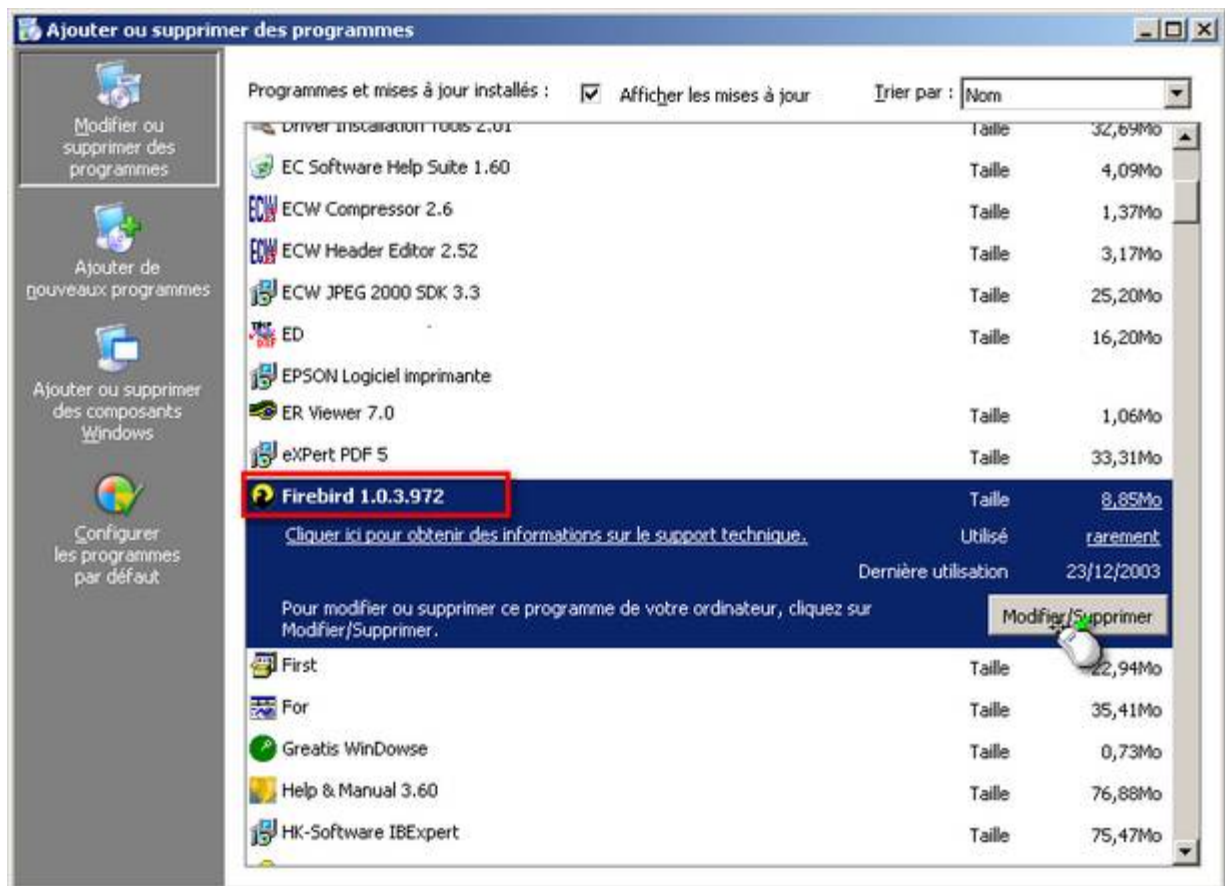 Ajouter ou supprimer des programmes
Modifier ou
supprimer des
programmes
Ajouter de
nouveaux programmes
Ajouter ou supprimer
des composants
Windows
Configurer
les programmes
par défaut
Programmes et mises à jour installés : Afficher les mises à jour Trier par : Nom
Driver Installation Tools 2.01 Taille 32,69Mo
EC Software Help Suite 1.60 Taille 4,09Mo
ECW Compressor 2.6 Taille 1,37Mo
ECW Header Editor 2.52 Taille 3,17Mo
ECW JPEG 2000 SDK 3.3 Taille 25,20Mo
ED Taille 16,20Mo
EPSON Logiciel imprimante
ER Viewer 7.0 Taille 1,06Mo
eXPert PDF 5 Taille 33,31Mo
Firebird 1.0.3.972 Taille 8,85Mo
Cliquer ici pour obtenir des informations sur le support technique. Utilisé rarement
Dernière utilisation 23/12/2003
Pour modifier ou supprimer ce programme de votre ordinateur, cliquez sur
Modifier/Supprimer.
Modifier/Supprimer
First Taille 22,94Mo
For Taille 35,41Mo
Greatis WinDowse Taille 0,73Mo
Help & Manual 3.60 Taille 76,88Mo
HK-Software IBExpert Taille 75,47Mo